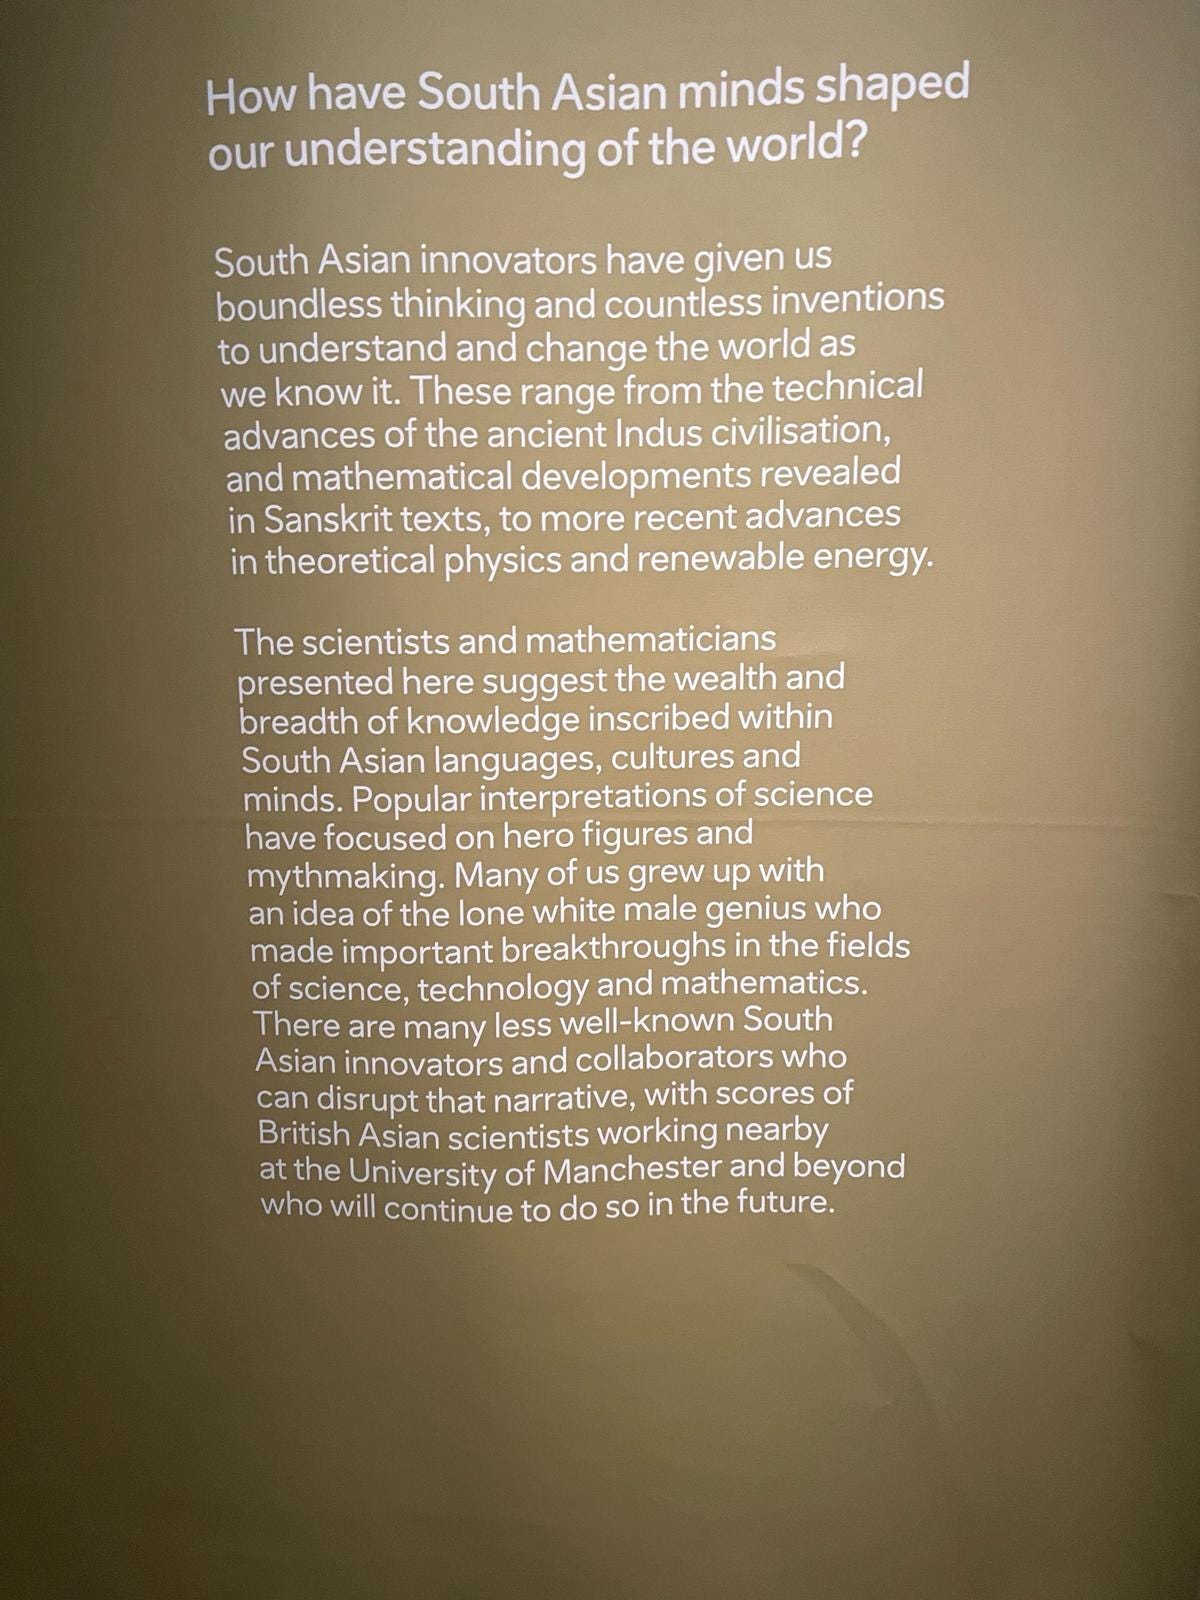 How have South Asian minds shaped
our understanding of the world?
South Asian innovators have given us
boundless thinking and countless inventions
to understand and change the world as
we know it. These range from the technical
advances of the ancient Indus civilisation,
and mathematical developments revealed
in Sanskrit texts, to more recent advances
in theoretical physics and renewable energy.
The scientists and mathematicians
presented here suggest the wealth and
breadth of knowledge inscribed within
South Asian languages, cultures and
minds. Popular interpretations of science
have focused on hero figures and
mythmaking. Many of us grew up with
an idea of the lone white male genius who
made important breakthroughs in the fields
of science, technology and mathematics.
There are many less well-known South
Asian innovators and collaborators who
can disrupt that narrative, with scores of
British Asian scientists working nearby
at the University of Manchester and beyond
who will continue to do so in the future.